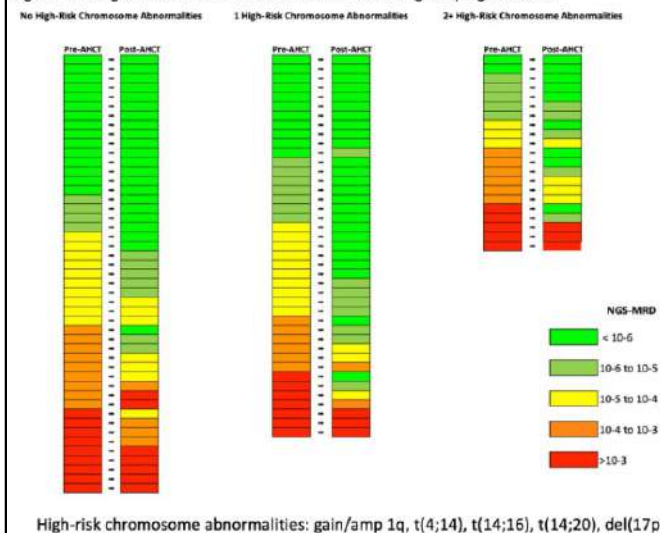 No High-Risk Chromosome Abnormalities 1 High-Risk Chromosome Abnormalities 2+ High-Risk Chromosome Abnormalities
Pre-AHCT Post-AHCT Pre-AHCT Post-AHCT Pre-AHCT Post-AHCT
NGS-MRD
< 10-6
10-6 to 10-5
10-5 to 10-4
10-4 to 10-3
>10-3
High-risk chromosome abnormalities: gain/amp 1q, t(4;14), t(14;16), t(14;20), del(17p